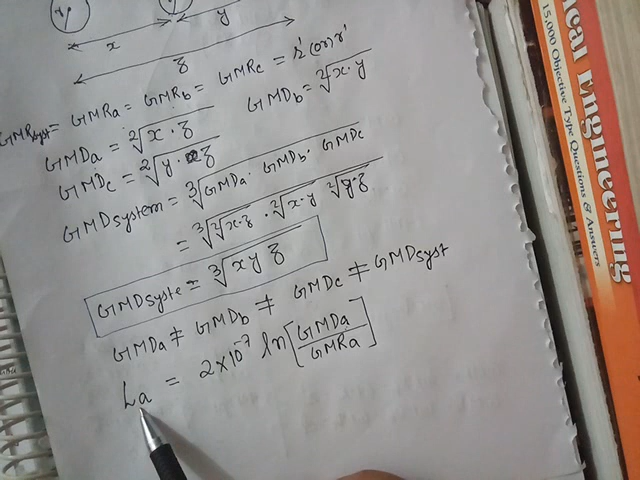 x
y
z
GMRsyst = GMRa = GMRb = GMRc = r' (or) r'
GMDa = ²√x · z GMDb = ²√x · y
GMDc = ²√y · z
GMDsystem = ³√GMDa · GMDb · GMDc
= ³√²√x·z · ²√x·y ²√y·z
GMDsyste = ³√xyz
GMDa ≠ GMDb ≠ GMDc ≠ GMDsyst
La = 2×10⁻⁷ ln[GMDa/GMRa]
ical Engineering
15,000 Objective Type Questions & Answers